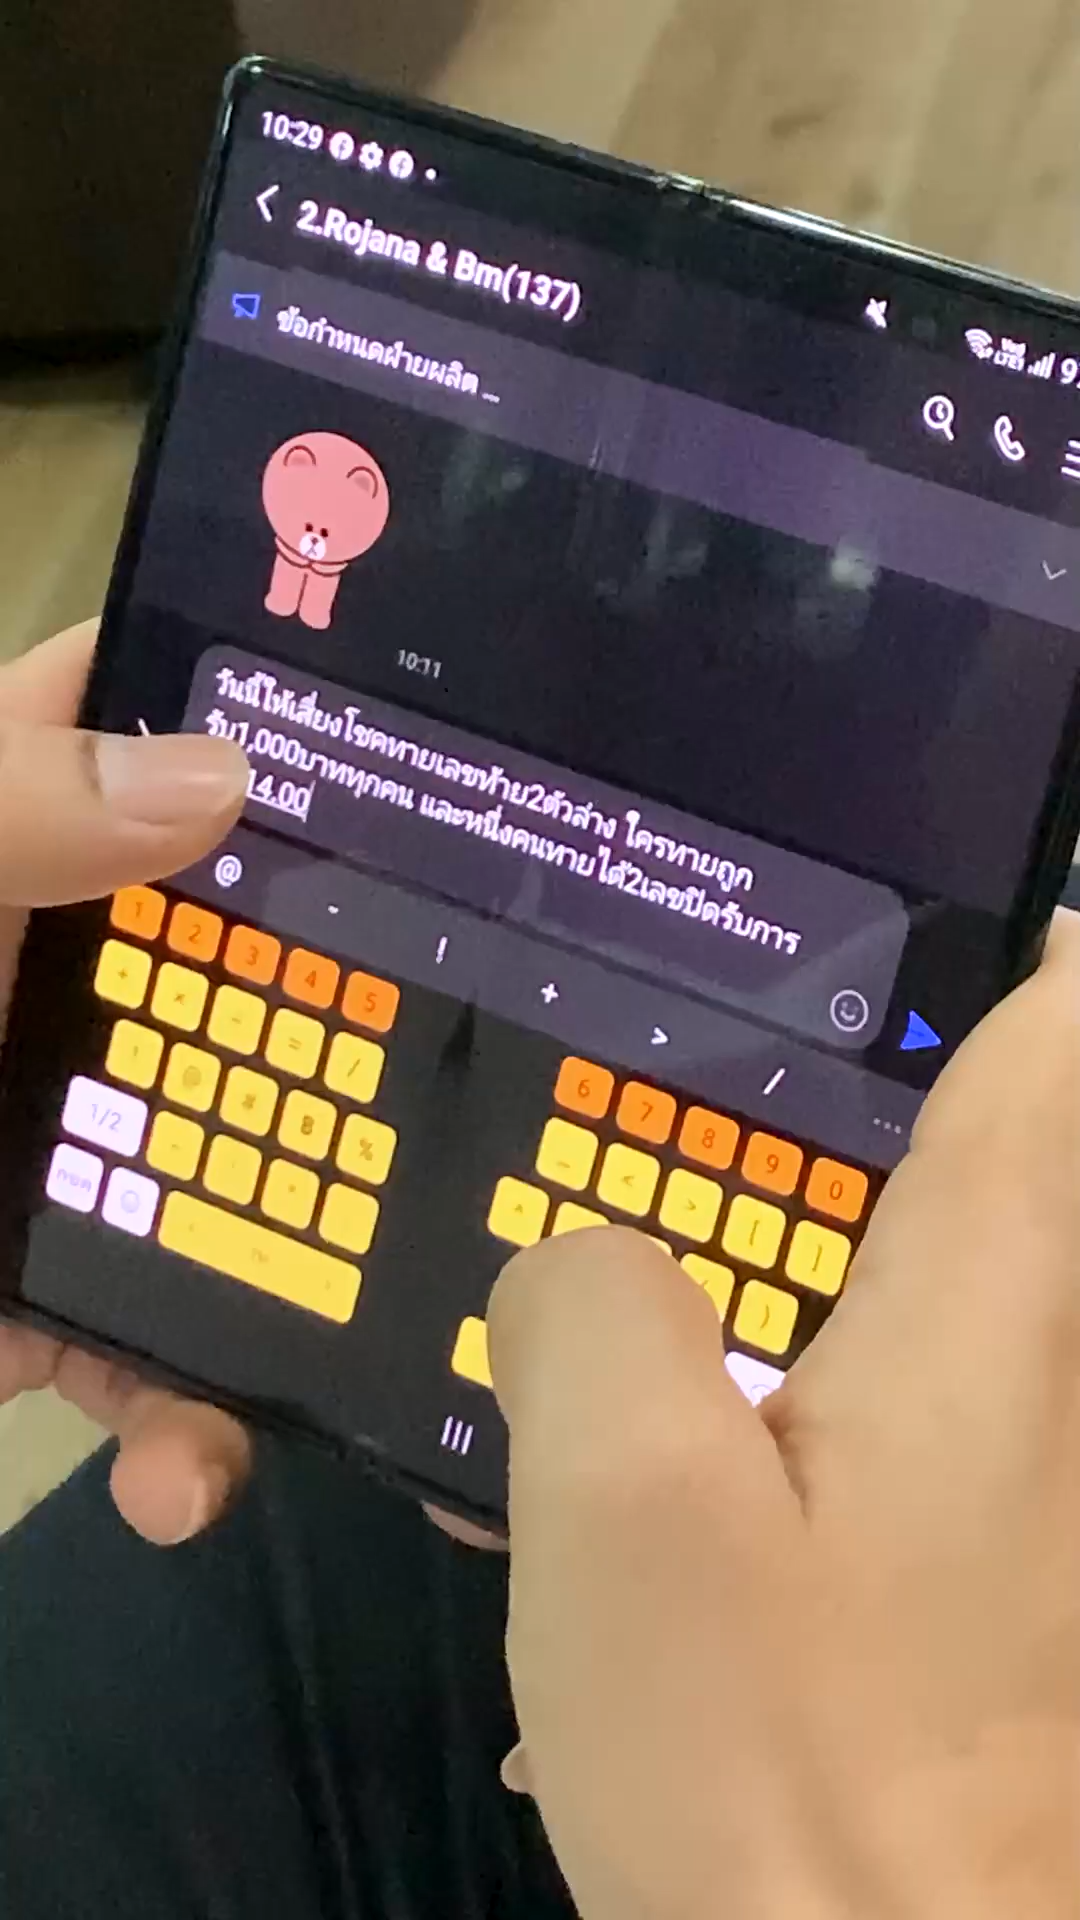 10:29
2.Rojana & Bm(137)
97
ข้อกำหนดฝ่ายผลิต ...
10:11
วันนี้ให้เสี่ยงโชคทายเลขท้าย2ตัวล่าง ใครทายถูก
รับ1,000บาททุกคน และหนึ่งคนทายได้2เลขปิดรับการ
14.00
@ - ! + > /
1 2 3 4 5
6 7 8 9 0
+ × ÷ = /
_ < > [ ]
! @ # ฿ %
^ )
1/2
กขค